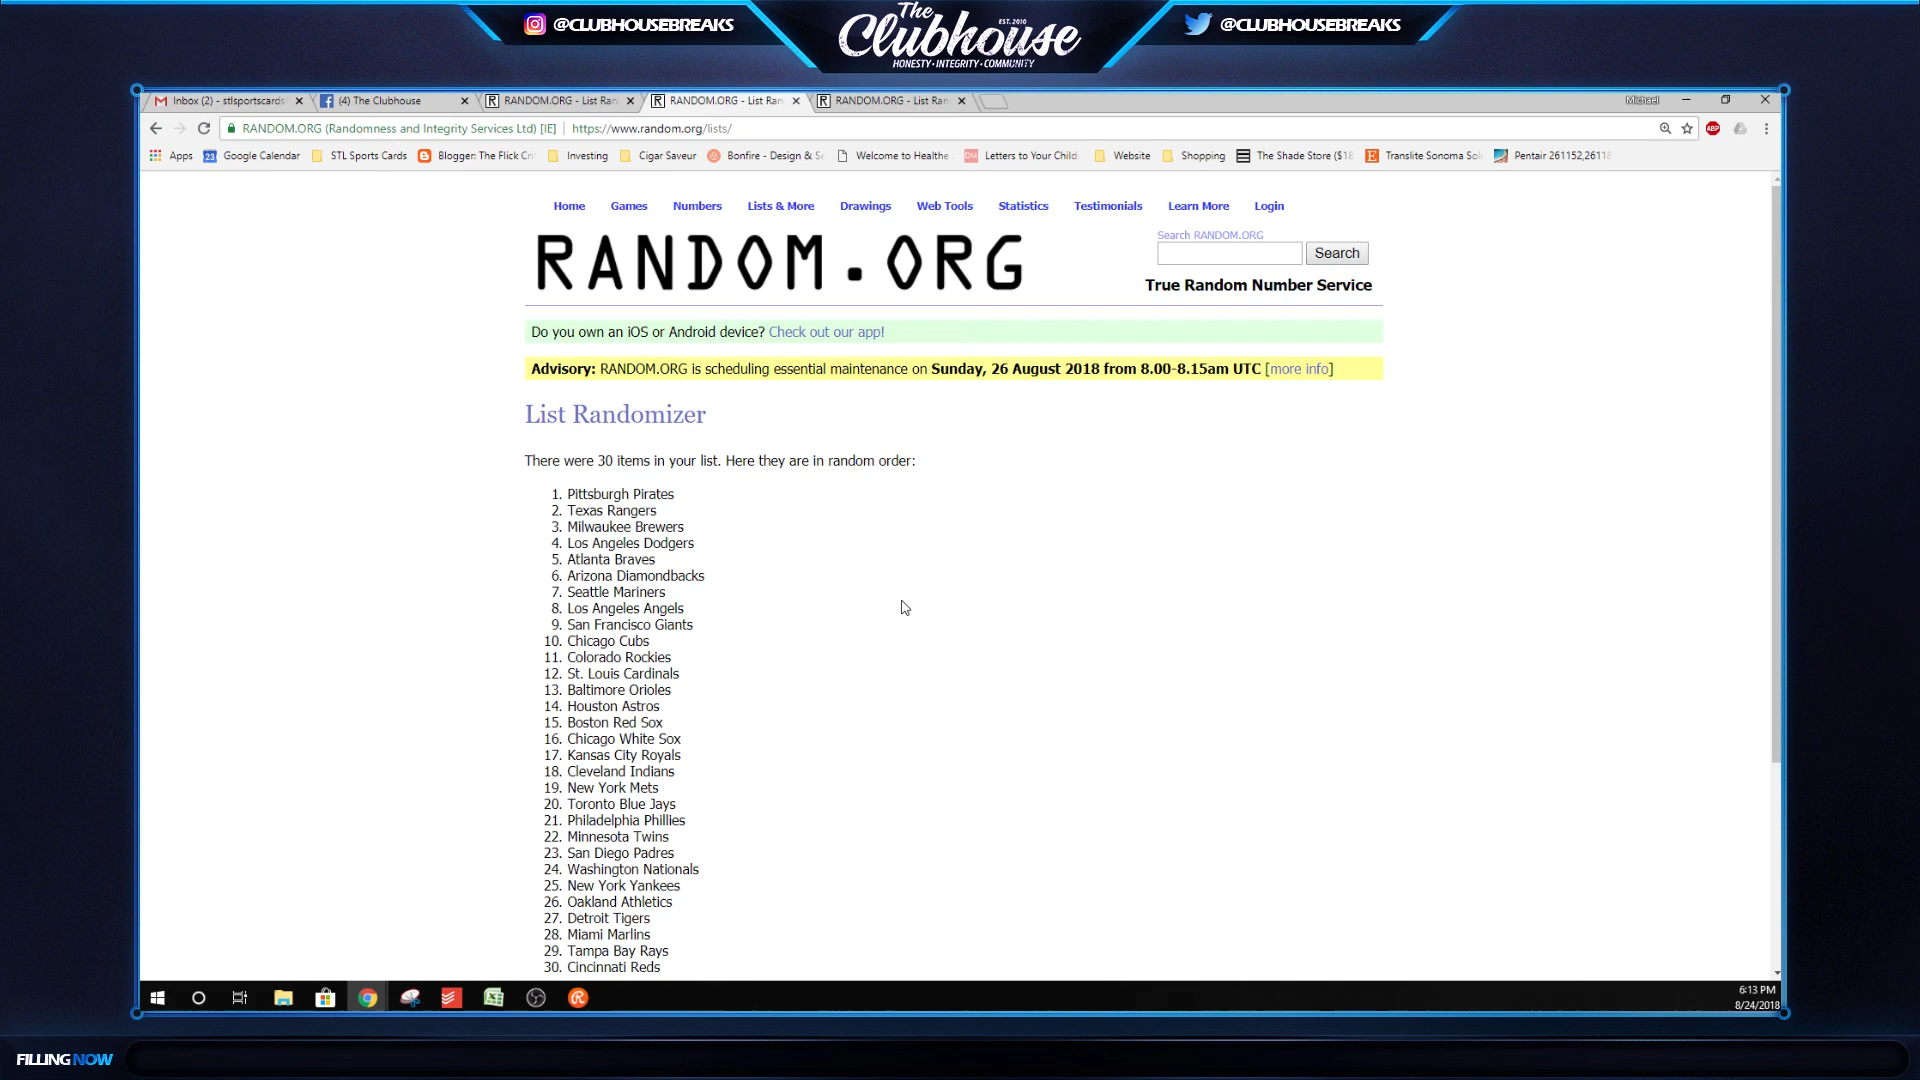 @CLUBHOUSEBREAKS
The Clubhouse
EST. 2010
HONESTY • INTEGRITY • COMMUNITY
@CLUBHOUSEBREAKS
Inbox (2) - stlsportscards
(4) The Clubhouse
RANDOM.ORG - List Ran
RANDOM.ORG - List Ran
RANDOM.ORG - List Ran
Michael
RANDOM.ORG (Randomness and Integrity Services Ltd) [IE]
https://www.random.org/lists/
ABP
Apps
23
Google Calendar
STL Sports Cards
Blogger: The Flick Cri
Investing
Cigar Saveur
Bonfire - Design & Se
Welcome to Healthe
DM
Letters to Your Child
Website
Shopping
The Shade Store ($18
Translite Sonoma Soli
Pentair 261152,26118
Home Games Numbers Lists & More Drawings Web Tools Statistics Testimonials Learn More Login
RANDOM.ORG
Search RANDOM.ORG
Search
True Random Number Service
Do you own an iOS or Android device? Check out our app!
Advisory: RANDOM.ORG is scheduling essential maintenance on Sunday, 26 August 2018 from 8.00-8.15am UTC [more info]
List Randomizer
There were 30 items in your list. Here they are in random order:
1. Pittsburgh Pirates
2. Texas Rangers
3. Milwaukee Brewers
4. Los Angeles Dodgers
5. Atlanta Braves
6. Arizona Diamondbacks
7. Seattle Mariners
8. Los Angeles Angels
9. San Francisco Giants
10. Chicago Cubs
11. Colorado Rockies
12. St. Louis Cardinals
13. Baltimore Orioles
14. Houston Astros
15. Boston Red Sox
16. Chicago White Sox
17. Kansas City Royals
18. Cleveland Indians
19. New York Mets
20. Toronto Blue Jays
21. Philadelphia Phillies
22. Minnesota Twins
23. San Diego Padres
24. Washington Nationals
25. New York Yankees
26. Oakland Athletics
27. Detroit Tigers
28. Miami Marlins
29. Tampa Bay Rays
30. Cincinnati Reds
6:13 PM
8/24/2018
FILLING NOW